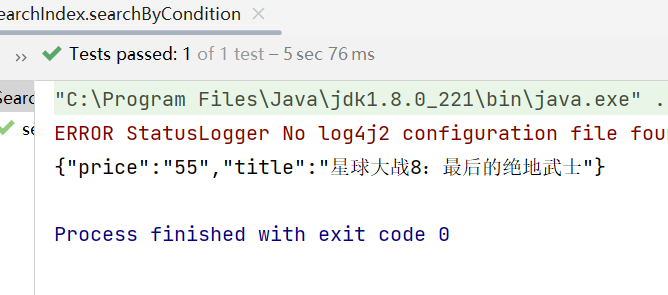 earchIndex.searchByCondition ×
» Tests passed: 1 of 1 test – 5 sec 76 ms
Searc
se
"C:\Program Files\Java\jdk1.8.0_221\bin\java.exe" .
ERROR StatusLogger No log4j2 configuration file fou
{"price":"55","title":"星球大战8：最后的绝地武士"}
Process finished with exit code 0